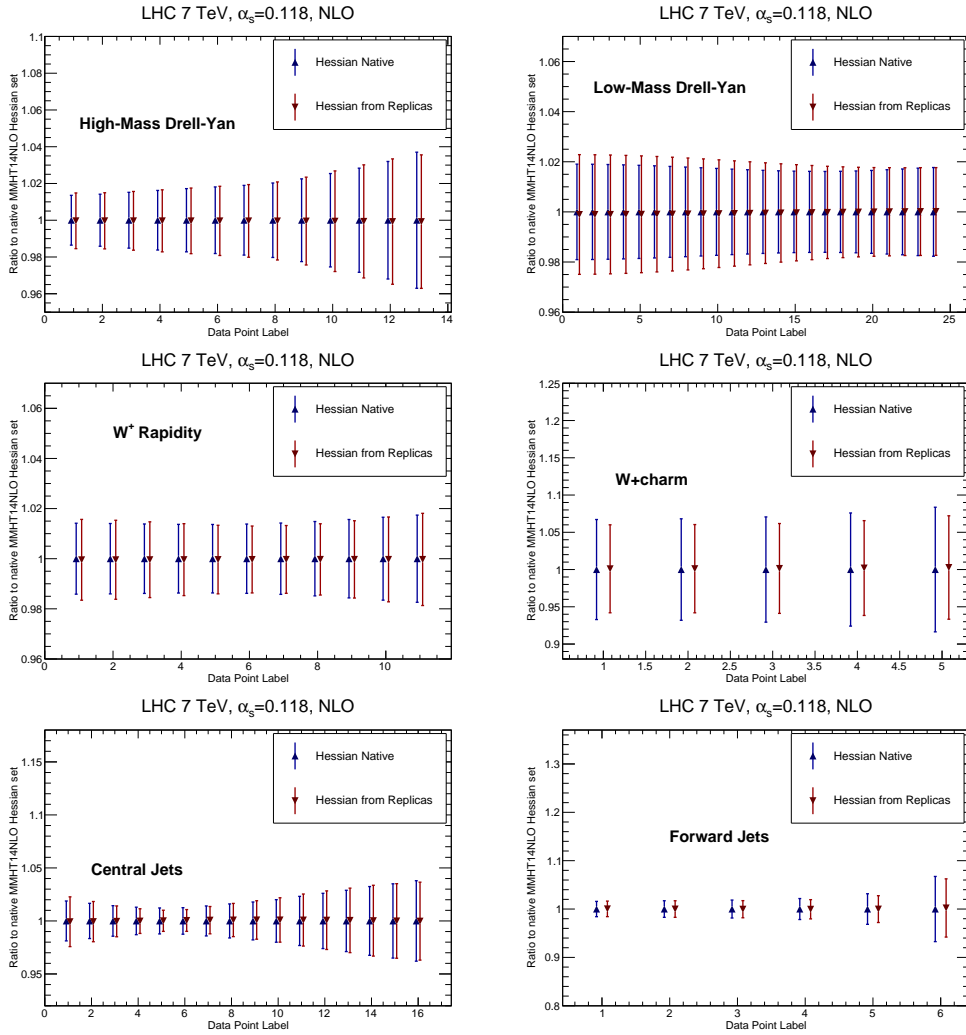 LHC 7 TeV, αs=0.118, NLO
Ratio to native MMHT14NLO Hessian set
1.1
1.08
1.06
1.04
1.02
1
0.98
0.96
Hessian Native
Hessian from Replicas
High-Mass Drell-Yan
0 2 4 6 8 10 12 14
Data Point Label
LHC 7 TeV, αs=0.118, NLO
Ratio to native MMHT14NLO Hessian set
1.06
1.04
1.02
1
0.98
0.96
Hessian Native
Low-Mass Drell-Yan
Hessian from Replicas
0 5 10 15 20 25
Data Point Label
LHC 7 TeV, αs=0.118, NLO
Ratio to native MMHT14NLO Hessian set
1.06
1.04
1.02
1
0.98
0.96
Hessian Native
W+ Rapidity
Hessian from Replicas
0 2 4 6 8 10
Data Point Label
LHC 7 TeV, αs=0.118, NLO
Ratio to native MMHT14NLO Hessian set
1.25
1.2
1.15
1.1
1.05
1
0.95
0.9
Hessian Native
Hessian from Replicas
W+charm
1 1.5 2 2.5 3 3.5 4 4.5 5
Data Point Label
LHC 7 TeV, αs=0.118, NLO
Ratio to native MMHT14NLO Hessian set
1.15
1.1
1.05
1
0.95
Hessian Native
Hessian from Replicas
Central Jets
0 2 4 6 8 10 12 14 16
Data Point Label
LHC 7 TeV, αs=0.118, NLO
Ratio to native MMHT14NLO Hessian set
1.3
1.2
1.1
1
0.9
0.8
Hessian Native
Hessian from Replicas
Forward Jets
1 2 3 4 5 6
Data Point Label